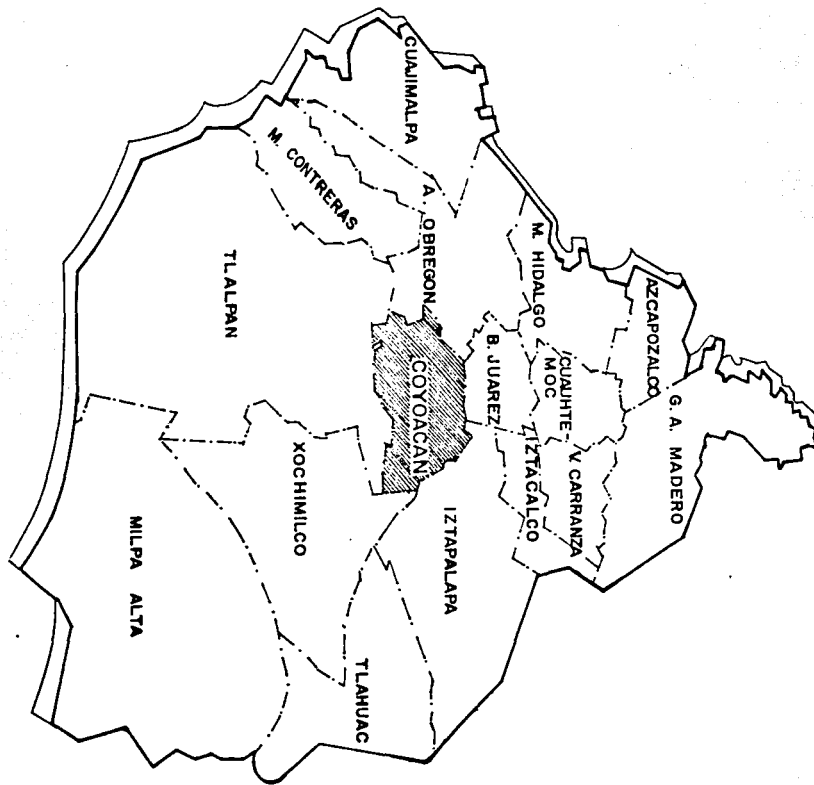 CUAJIMALPA
M. CONTRERAS
A. OBREGON
M. HIDALGO
AZCAPOZALCO
G. A. MADERO
CUAUHTE
MOC
B. JUAREZ
V. CARRANZA
IZTACALCO
COYOACAN
TLALPAN
IZTAPALAPA
XOCHIMILCO
MILPA ALTA
TLAHUAC